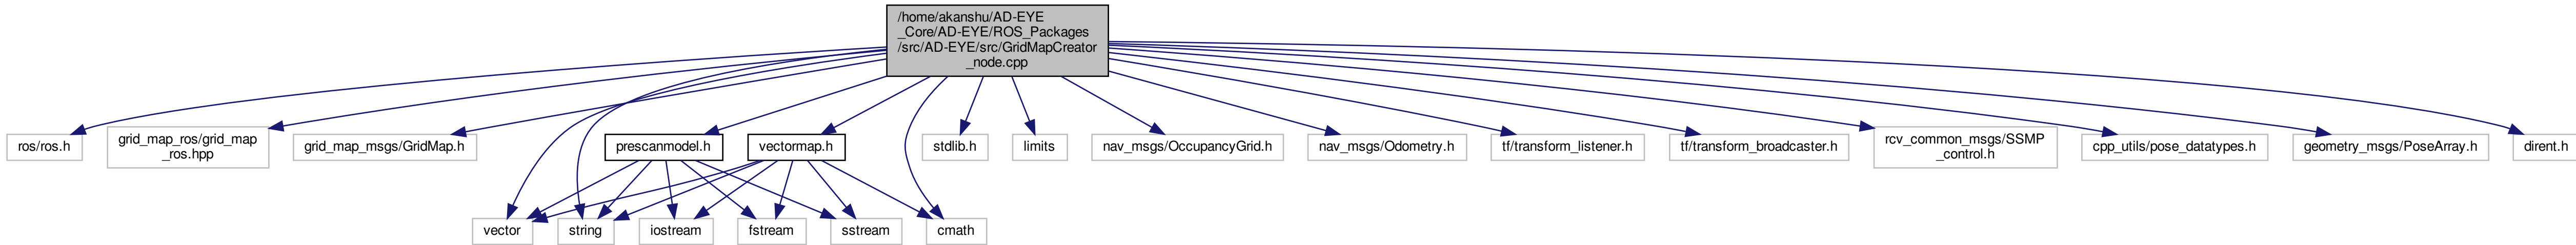 /home/akanshu/AD-EYE
_Core/AD-EYE/ROS_Packages
/src/AD-EYE/src/GridMapCreator
_node.cpp
ros/ros.h
grid_map_ros/grid_map
_ros.hpp
grid_map_msgs/GridMap.h
prescanmodel.h
vectormap.h
stdlib.h
limits
nav_msgs/OccupancyGrid.h
nav_msgs/Odometry.h
tf/transform_listener.h
tf/transform_broadcaster.h
rcv_common_msgs/SSMP
_control.h
cpp_utils/pose_datatypes.h
geometry_msgs/PoseArray.h
dirent.h
vector
string
iostream
fstream
sstream
cmath